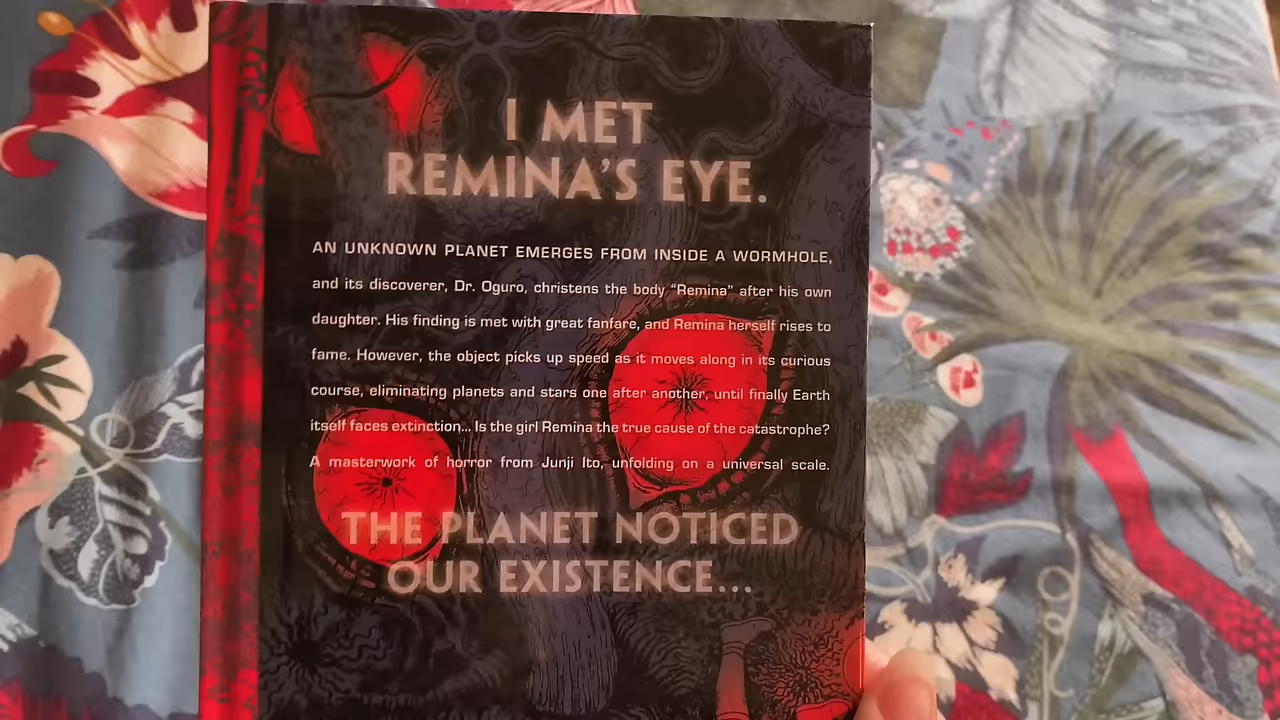 I MET
REMINA'S EYE.
AN UNKNOWN PLANET EMERGES FROM INSIDE A WORMHOLE,
and its discoverer, Dr. Oguro, christens the body “Remina” after his own
daughter. His finding is met with great fanfare, and Remina herself rises to
fame. However, the object picks up speed as it moves along in its curious
course, eliminating planets and stars one after another, until finally Earth
itself faces extinction... Is the girl Remina the true cause of the catastrophe?
A masterwork of horror from Junji Ito, unfolding on a universal scale.
THE PLANET NOTICED
OUR EXISTENCE...